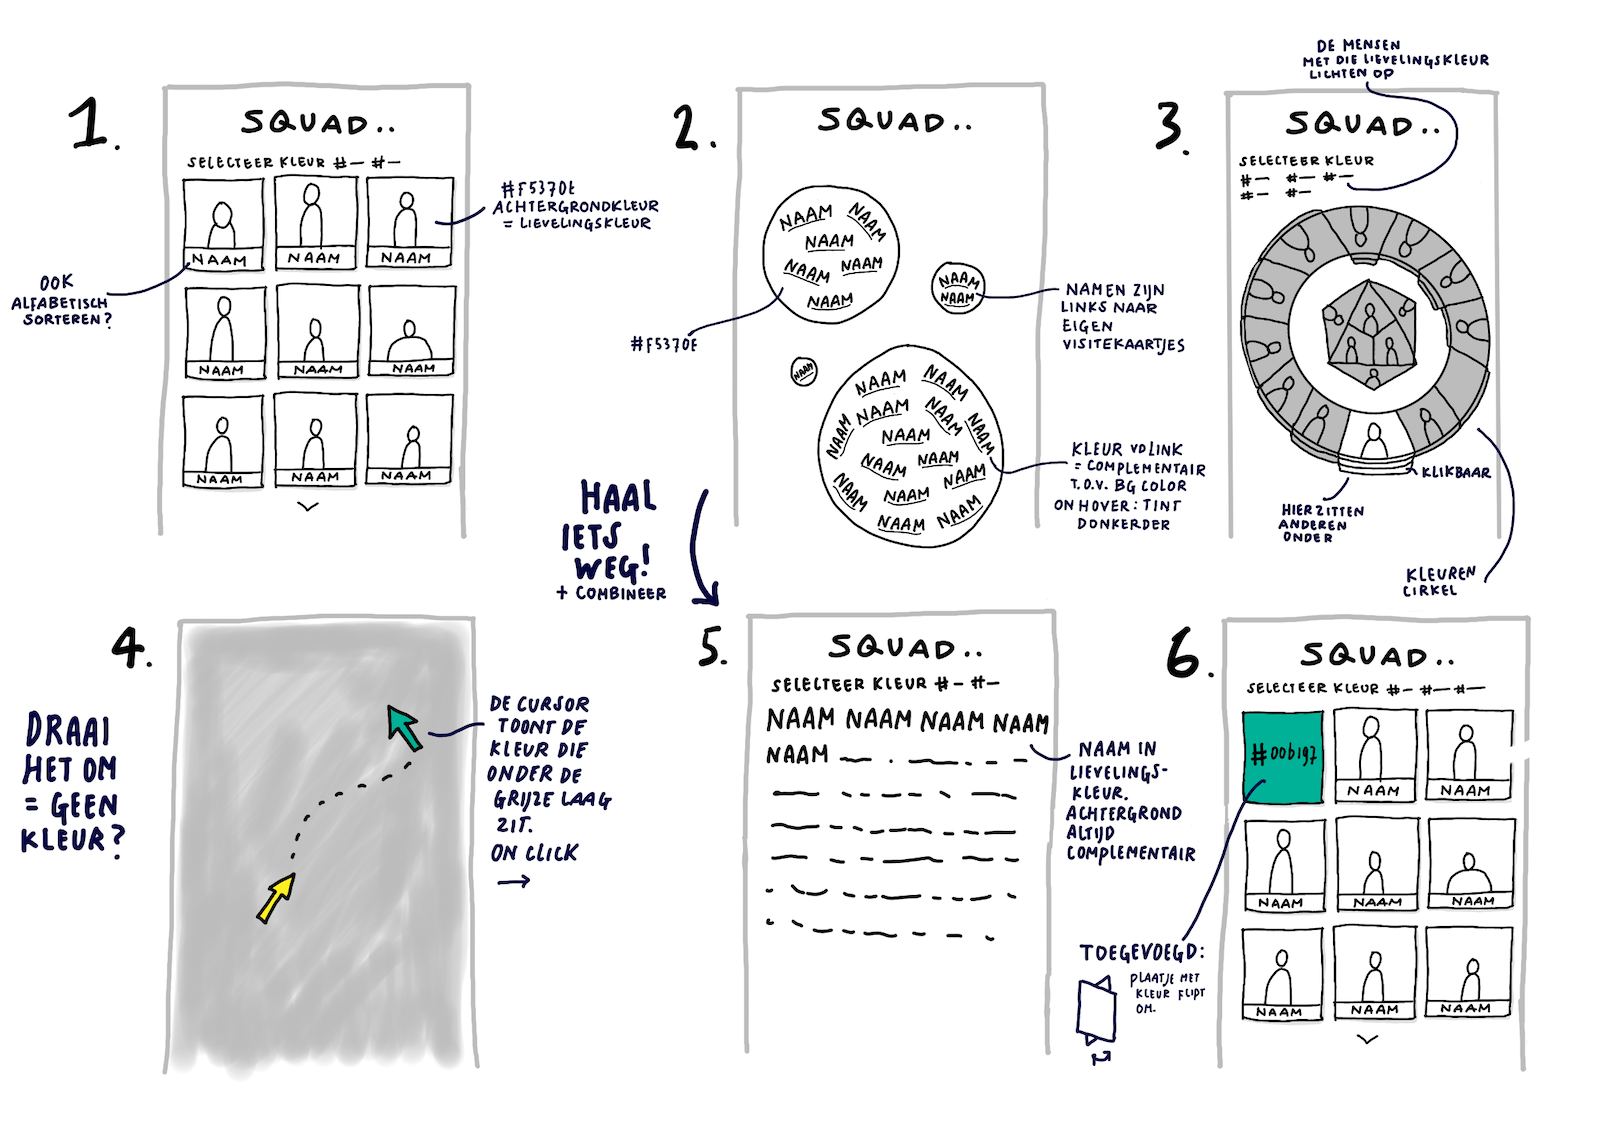 1.
SQUAD..
SELECTEER KLEUR #— #—
NAAM NAAM NAAM
NAAM NAAM NAAM
NAAM NAAM NAAM
#F5370E
ACHTERGRONDKLEUR
= LIEVELINGSKLEUR
OOK
ALFABETISCH
SORTEREN?
2.
SQUAD..
NAAM NAAM
NAAM
NAAM NAAM
NAAM
#F5370E
NAAM
NAAM
NAMEN ZIJN
LINKS NAAR
EIGEN
VISITEKAARTJES
NAAM
NAAM NAAM
NAAM NAAM NAAM
NAAM NAAM
NAAM NAAM
NAAM NAAM NAAM
NAAM NAAM
KLEUR VD LINK
= COMPLEMENTAIR
T.O.V. BG COLOR
ON HOVER: TINT
DONKERDER
3.
DE MENSEN
MET DIE LIEVELINGSKLEUR
LICHTEN OP
SQUAD..
SELECTEER KLEUR
#— #— #—
#— #—
KLIKBAAR
HIER ZITTEN
ANDEREN
ONDER
KLEUREN
CIRKEL
HAAL
IETS
WEG!
+ COMBINEER
4.
DRAAI
HET OM
= GEEN
KLEUR?
DE CURSOR
TOONT DE
KLEUR DIE
ONDER DE
GRIJZE LAAG
ZIT.
ON CLICK
→
5.
SQUAD..
SELECTEER KLEUR #— #—
NAAM NAAM NAAM NAAM
NAAM
NAAM IN
LIEVELINGS-
KLEUR.
ACHTERGROND
ALTIJD
COMPLEMENTAIR
6.
SQUAD..
SELECTEER KLEUR #— #— #—
#00b197 NAAM NAAM
NAAM NAAM NAAM
NAAM NAAM NAAM
TOEGEVOEGD:
PLAATJE MET
KLEUR FLIPT
OM.